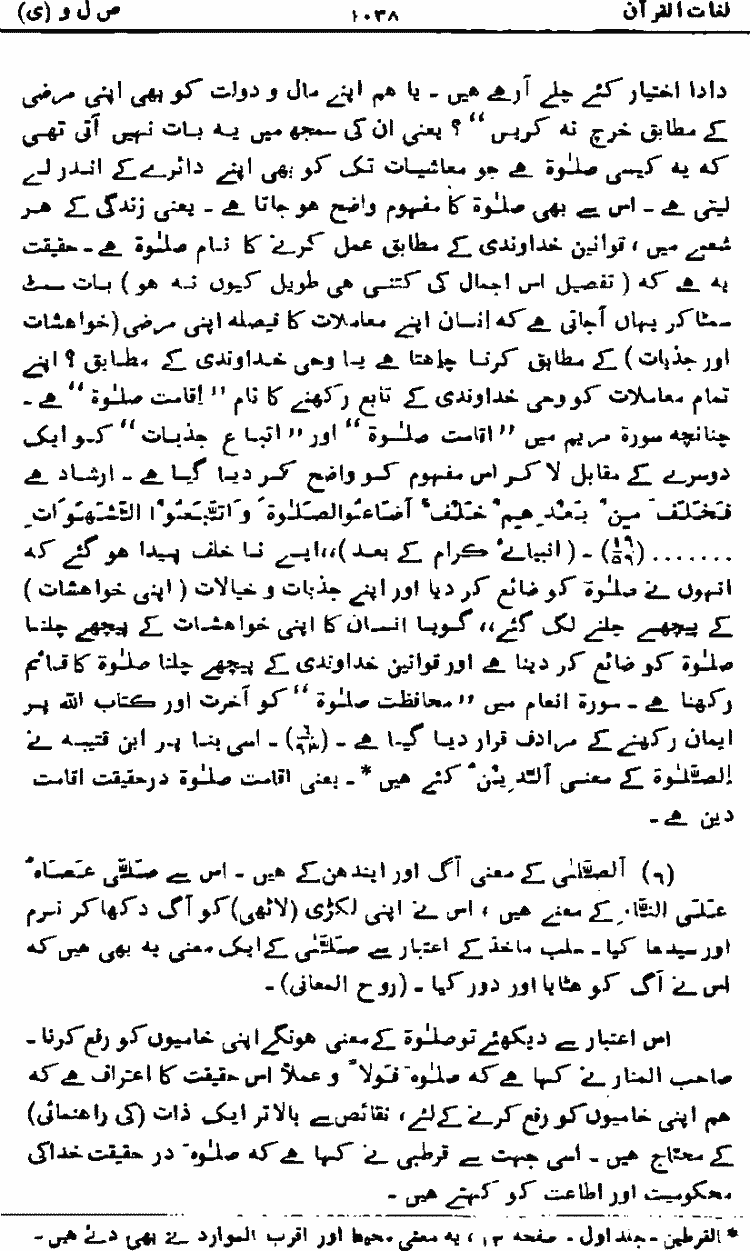 لغات القرآن ۱۰۳۸ ص ل و (ی)
دادا اختیار کئے چلے آرہے ہیں ۔ یا ہم اپنے مال و دولت کو بھی اپنی مرضی
کے مطابق خرچ نہ کریں“ ؟ یعنی ان کی سمجھ میں یہ بات نہیں آتی تھی
کہ یہ کیسی صلٰوۃ ہے جو معاشیات تک کو بھی اپنے دائرے کے اندر لے
لیتی ہے ۔ اس سے بھی صلٰوۃ کا مفہوم واضح ہو جاتا ہے ۔ یعنی زندگی کے ہر
شعبے میں ، قوانین خداوندی کے مطابق عمل کرنے کا نام صلٰوۃ ہے ۔ حقیقت
یہ ہے کہ ( تفصیل اس اجمال کی کتنی ہی طویل کیوں نہ ہو ) بات سمٹ
سمٹا کر یہاں آجاتی ہے کہ انسان اپنے معاملات کا فیصلہ اپنی مرضی (خواہشات
اور جذبات ) کے مطابق کرنا چاہتا ہے یا وحی خداوندی کے مطابق ؟ اپنے
تمام معاملات کو وحی خداوندی کے تابع رکھنے کا نام ” اِقامت صلٰوۃ “ ہے ۔
چنانچہ سورۃ مریم میں ” اقامت صلٰوۃ “ اور ” اتباع جذبات “ کو ایک
دوسرے کے مقابل لا کر اس مفہوم کو واضح کر دیا گیا ہے ۔ ارشاد ہے
فَخَلَفَ مِنْ بَعْدِهِمْ خَلْفٌ أَضَاعُوا الصَّلٰوۃَ وَاتَّبَعُوا الشَّهَوَاتِ
....... (۱۹/۵۹) ۔ ( انبیائے کرام کے بعد )،،ایسے نا خلف پیدا ہو گئے کہ
انہوں نے صلٰوۃ کو ضائع کر دیا اور اپنے جذبات و خیالات ( اپنی خواہشات )
کے پیچھے چلنے لگ گئے،، گویا انسان کا اپنی خواہشات کے پیچھے چلنا
صلٰوۃ کو ضائع کر دینا ہے اور قوانین خداوندی کے پیچھے چلنا صلٰوۃ کا قائم
رکھنا ہے ۔ سورۃ انعام میں ” محافظت صلٰوۃ “ کو آخرت اور کتاب اللہ پر
ایمان رکھنے کے مرادف قرار دیا گیا ہے ۔ (۶/۹۳) ۔ اسی بنا پر ابن قتیبہ نے
اَلصَّلٰوۃ کے معنی اَلدِّیْنُ کئے ہیں * ۔ یعنی اقامت صلٰوۃ درحقیقت اقامت
دین ہے ۔
(۹) اَلصَّلٰی کے معنی آگ اور ایندھن کے ہیں ۔ اس سے صَلَّی عَصَاهُ
عَلَی النَّارِ کے معنے ہیں ، اس نے اپنی لکڑی (لاٹھی) کو آگ دکھا کر نرم
اور سیدھا کیا ۔ سلب ماخذ کے اعتبار سے صَلّٰی کے ایک معنی یہ بھی ہیں کہ
اس نے آگ کو ہٹایا اور دور کیا ۔ (روح المعانی) ۔
اس اعتبار سے دیکھئے تو صلٰوۃ کے معنی ہونگے اپنی خامیوں کو رفع کرنا ۔
صاحب المنار نے کہا ہے کہ صلٰوۃ قولاً و عملاً اس حقیقت کا اعتراف ہے کہ
ہم اپنی خامیوں کو رفع کرنے کے لئے ، نقائص سے بالاتر ایک ذات (کی راہنمائی)
کے محتاج ہیں ۔ اسی جہت سے قرطبی نے کہا ہے کہ صلٰوۃ در حقیقت خدا کی
محکومیت اور اطاعت کو کہتے ہیں ۔
* القرطین ۔ جلد اول ۔ صفحہ ۱۳ ، یہ معنی محیط اور اقرب الموارد نے بھی دئے ہیں ۔